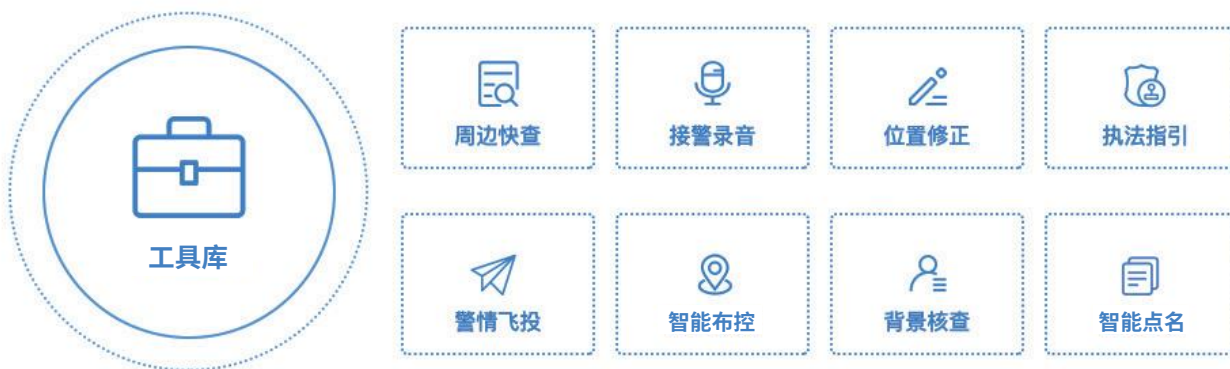 工具库
周边快查
接警录音
位置修正
执法指引
警情飞投
智能布控
背景核查
智能点名